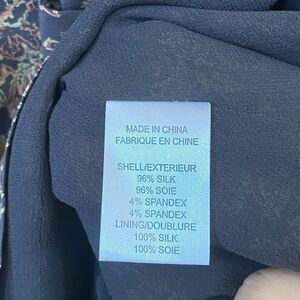 MADE IN CHINA
FABRIQUE EN CHINE
SHELL/EXTERIEUR
96% SILK
96% SOIE
4% SPANDEX
4% SPANDEX
LINING/DOUBLURE
100% SILK
100% SOIE